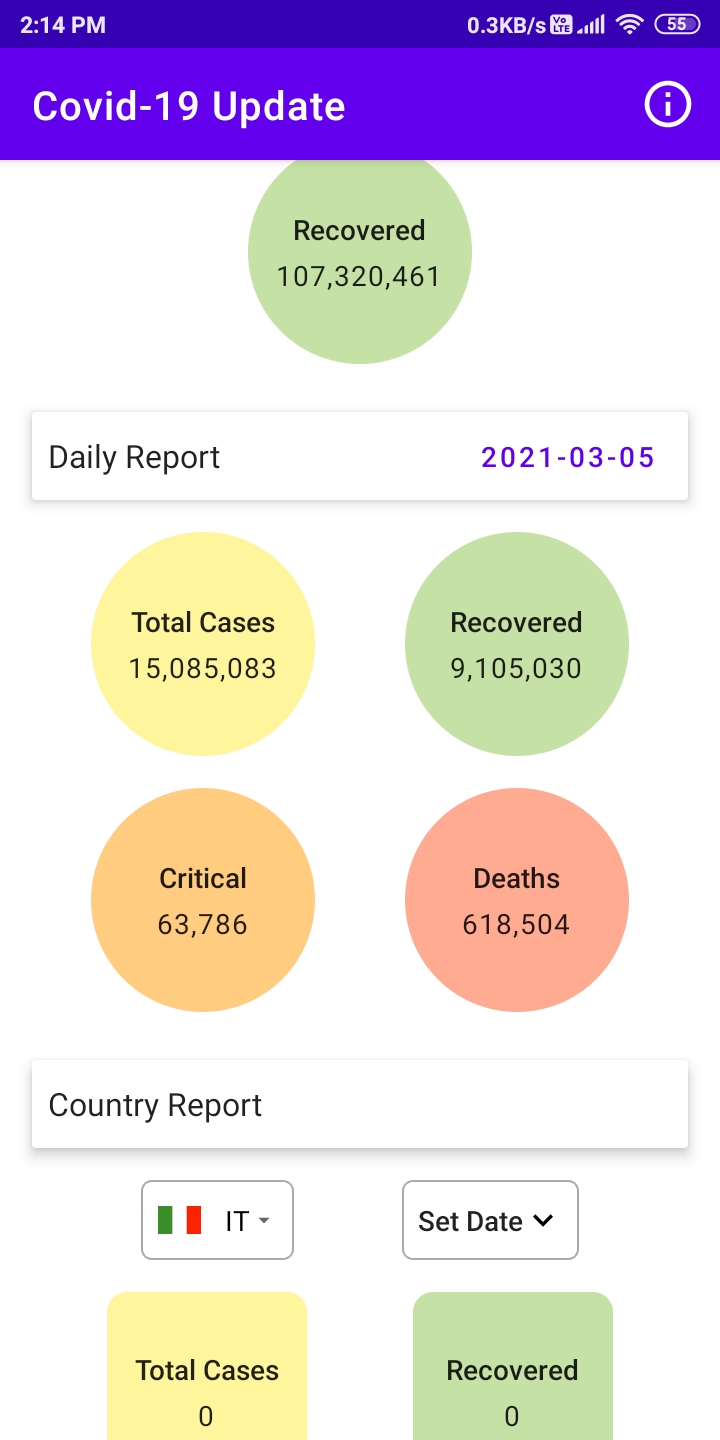 2:14 PM 0.3KB/s Vo LTE 55
Covid-19 Update
Recovered
107,320,461
Daily Report 2021-03-05
Total Cases Recovered
15,085,083 9,105,030
Critical Deaths
63,786 618,504
Country Report
IT Set Date
Total Cases Recovered
0 0